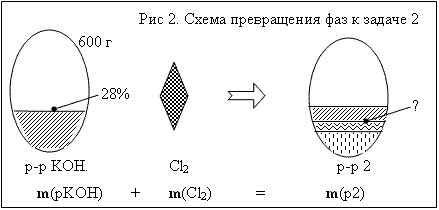 Рис 2. Схема превращения фаз к задаче 2
600 г
28%
?
р-р КОН. Cl₂ р-р 2
m(рКОН) + m(Cl₂) = m(р2)